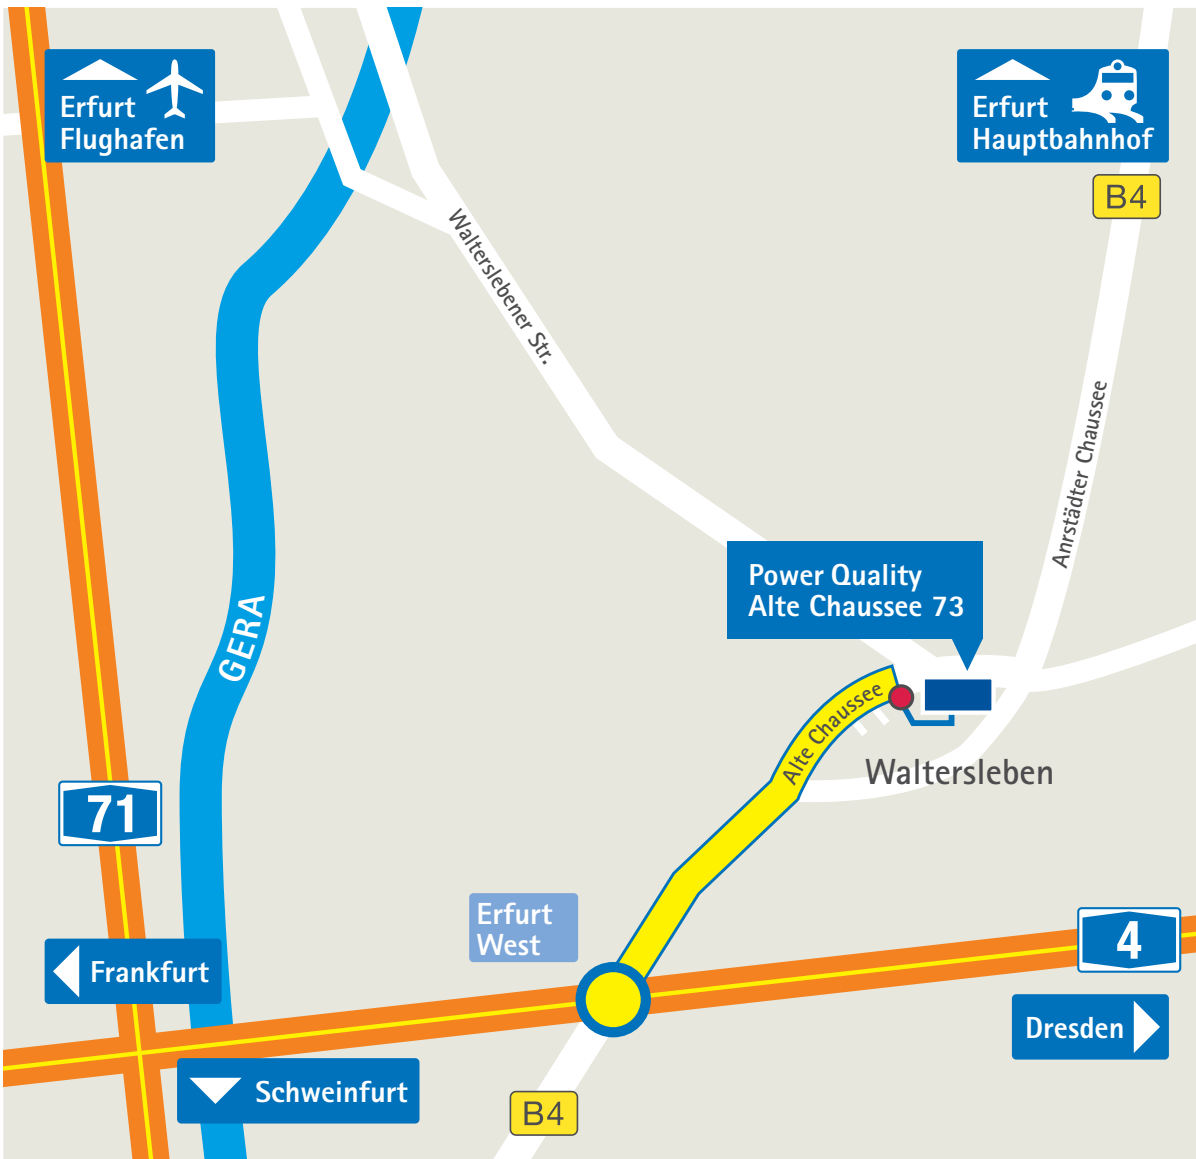 Erfurt
Flughafen
Erfurt
Hauptbahnhof
B4
Walterslebener Str.
Anrstädter Chaussee
Power Quality
Alte Chaussee 73
GERA
Alte Chaussee
Waltersleben
71
Erfurt
West
4
Frankfurt
Dresden
Schweinfurt
B4